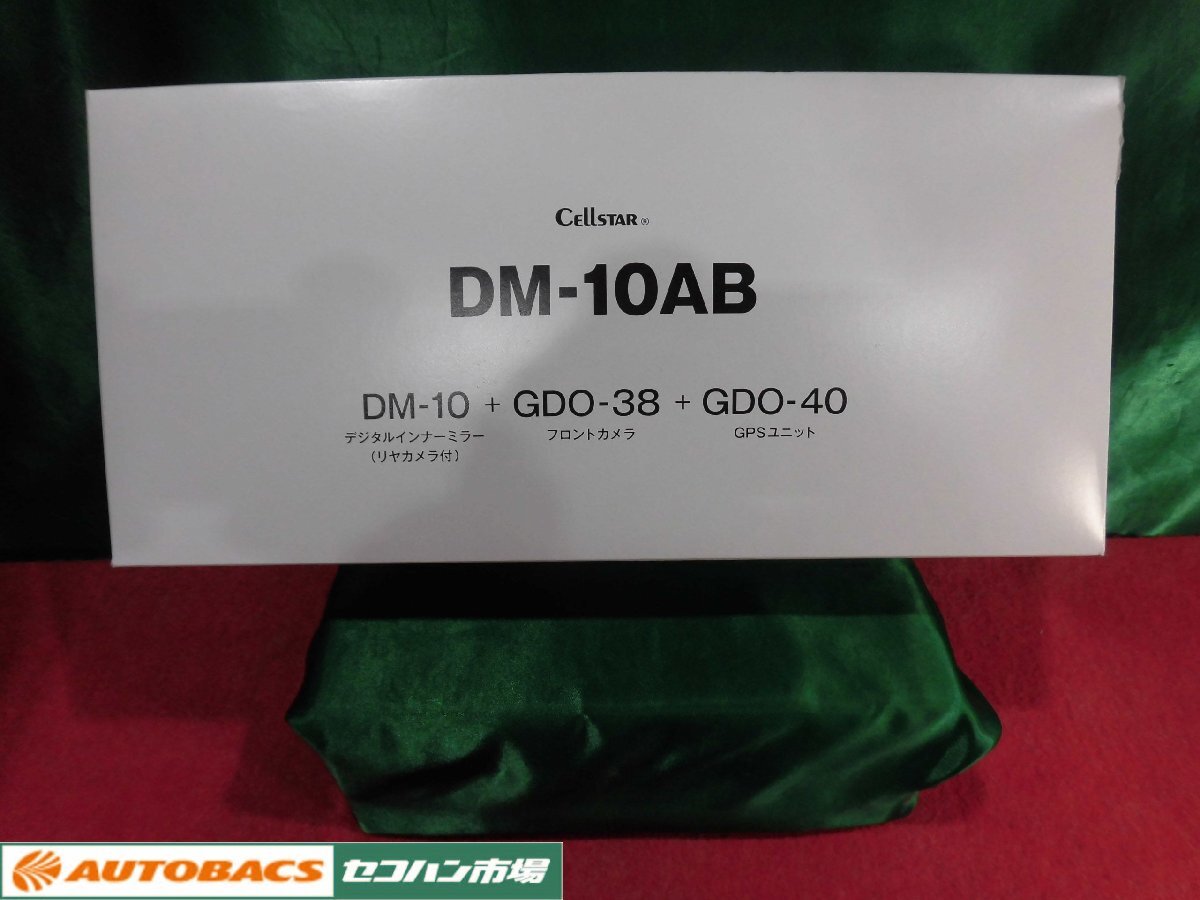 CELLSTAR®
DM-10AB
DM-10 + GDO-38 + GDO-40
デジタルインナーミラー フロントカメラ GPSユニット
(リヤカメラ付)
AUTOBACS セコハン市場